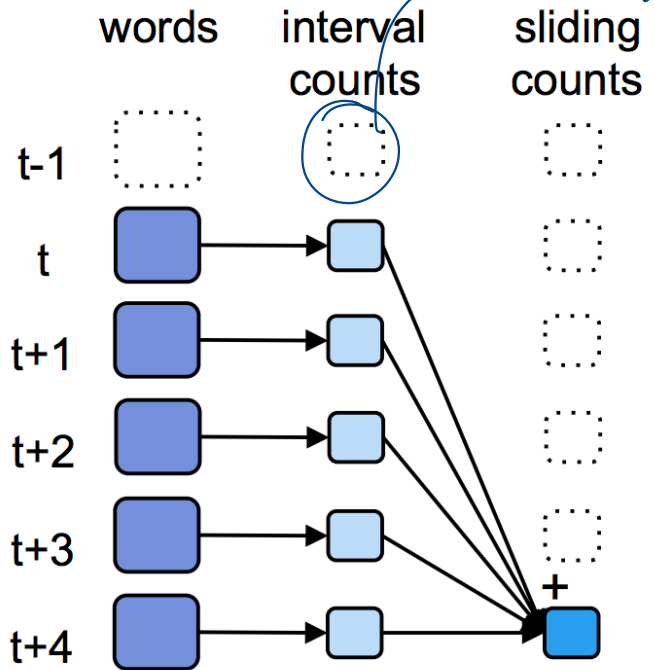 words interval counts sliding counts
t-1
t
t+1
t+2
t+3
+
t+4